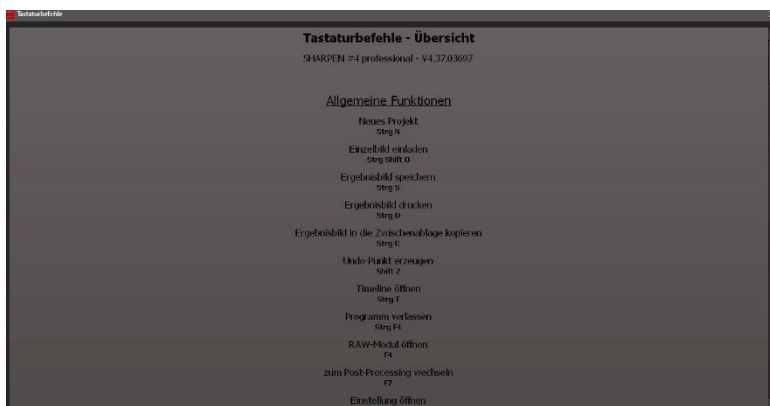 Tastaturbefehle
Tastaturbefehle - Übersicht
SHARPEN #4 professional - V4.37.03697
Allgemeine Funktionen
Neues Projekt
Strg N
Einzelbild einladen
Strg Shift O
Ergebnisbild speichern
Strg S
Ergebnisbild drucken
Strg D
Ergebnisbild in die Zwischenablage kopieren
Strg C
Undo-Punkt erzeugen
Shift Z
Timeline öffnen
Strg T
Programm verlassen
Strg F4
RAW-Modul öffnen
F4
zum Post-Processing wechseln
F7
Einstellung öffnen